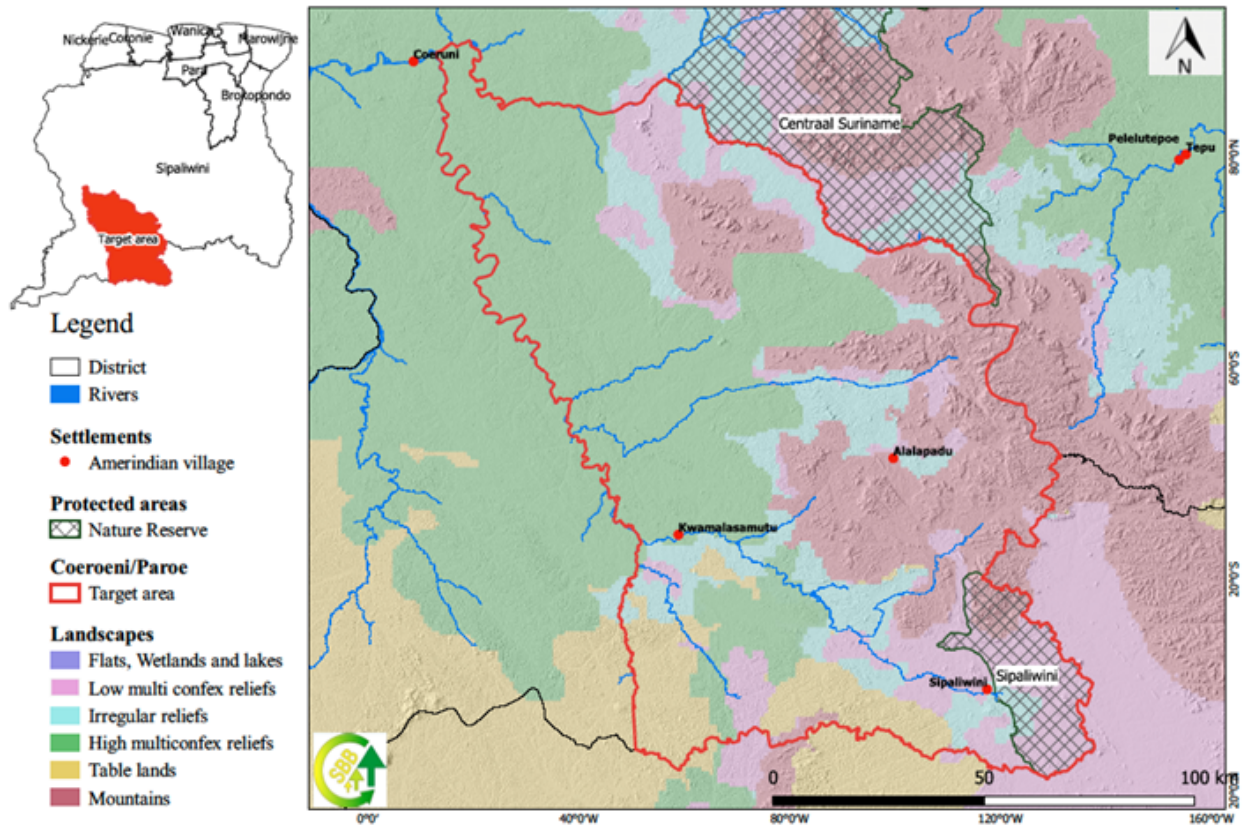 Nickerie
Coronie
Wanica
Marowijne
Para
Brokopondo
Sipaliwini
Target area
Legend
District
Rivers
Settlements
Amerindian village
Protected areas
Nature Reserve
Coeroeni/Paroe
Target area
Landscapes
Flats, Wetlands and lakes
Low multi confex reliefs
Irregular reliefs
High multiconfex reliefs
Table lands
Mountains
Coeruni
Centraal Suriname
Pelelutepoe
Tepu
Alalapadu
Kwamalasamutu
Sipaliwini
Sipaliwini
N
SBB
0 50 100 km
80°0'N
60°0'S
20°0'S
20°0'S
0°0'
40°0'W
80°0'W
120°0'W
160°0'W